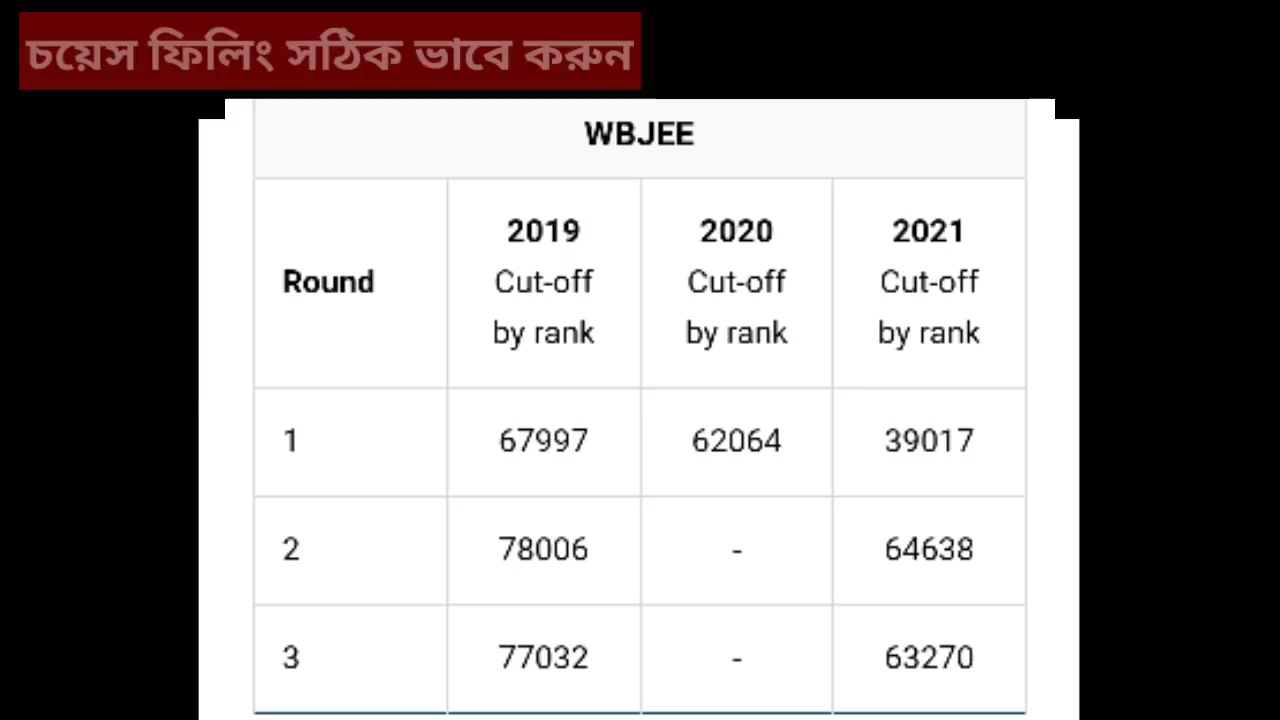 চয়েস ফিলিং সঠিক ভাবে করুন
WBJEE
Round 2019 Cut-off by rank 2020 Cut-off by rank 2021 Cut-off by rank
1 67997 62064 39017
2 78006 - 64638
3 77032 - 63270